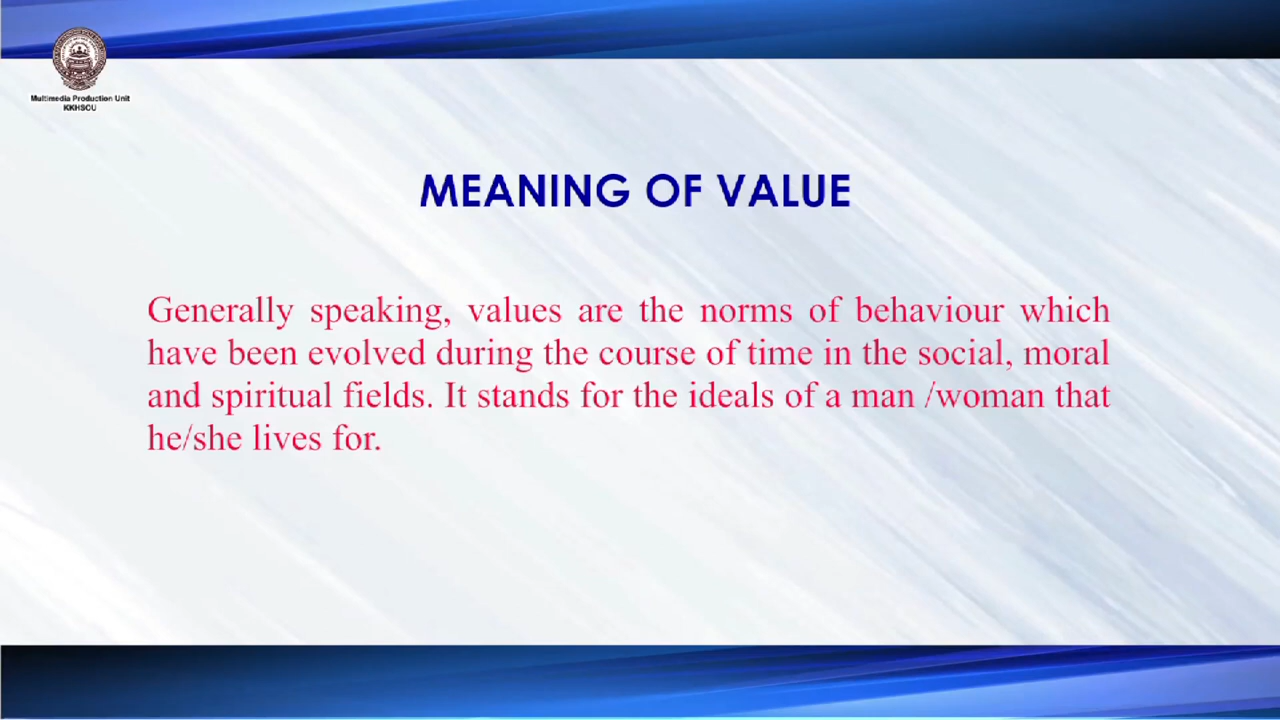 Multimedia Production Unit
KKHSOU
MEANING OF VALUE
Generally speaking, values are the norms of behaviour which
have been evolved during the course of time in the social, moral
and spiritual fields. It stands for the ideals of a man /woman that
he/she lives for.